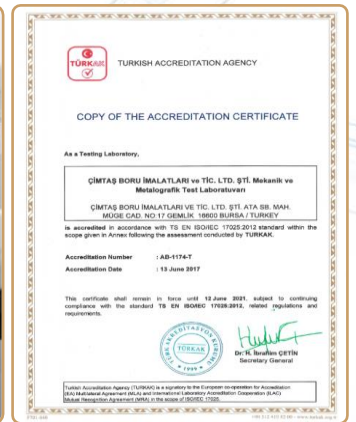 TÜRKAK
TURKISH ACCREDITATION AGENCY
COPY OF THE ACCREDITATION CERTIFICATE
As a Testing Laboratory,
ÇİMTAŞ BORU İMALATLARI ve TİC. LTD. ŞTİ. Mekanik ve
Metalografik Test Laboratuvarı
ÇİMTAŞ BORU İMALATLARI VE TİC. LTD. ŞTİ. ATA SB. MAH.
MÜGE CAD. NO:17 GEMLİK 16600 BURSA / TURKEY
is accredited in accordance with TS EN ISO/IEC 17025:2012 standard within the
scope given in Annex following the assessment conducted by TURKAK.
Accreditation Number : AB-1174-T
Accreditation Date : 13 June 2017
This certificate shall remain in force until 12 June 2021, subject to continuing
compliance with the standard TS EN ISO/IEC 17025:2012, related regulations and
requirements.
TÜRK AKREDİTASYON KURUMU
TÜRKAK
1999
Dr. H. İbrahim ÇETİN
Secretary General
Turkish Accreditation Agency (TURKAK) is a signatory to the European co-operation for Accreditation
(EA) Multilateral Agreement (MLA) and International Laboratory Accreditation Cooperation (ILAC)
Mutual Recognition Agreement (MRA) in the scope of ISO/IEC 17025.